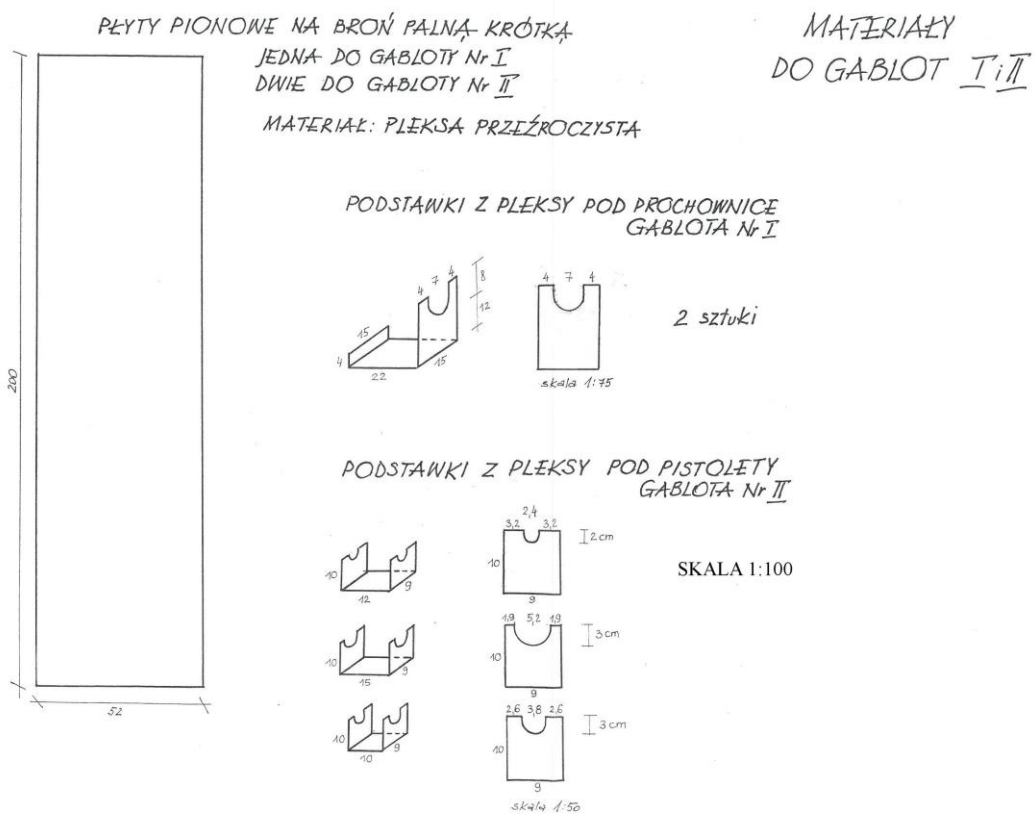 PŁYTY PIONOWE NA BROŃ PALNĄ KRÓTKĄ
JEDNA DO GABLOTY Nr I
DWIE DO GABLOTY Nr II
MATERIAŁ: PLEKSA PRZEŹROCZYSTA
MATERIAŁY
DO GABLOT I i II
200
52
PODSTAWKI Z PLEKSY POD PROCHOWNICE
GABLOTA Nr I
4 7 4
8
12
15
4
22
15
4 7 4
skala 1:75
2 sztuki
PODSTAWKI Z PLEKSY POD PISTOLETY
GABLOTA Nr II
10
12
9
2,4
3,2 3,2
2 cm
10
9
SKALA 1:100
10
15
9
1,9 5,2 1,9
3 cm
10
9
10
10
9
2,6 3,8 2,6
3 cm
10
9
skala 1:50